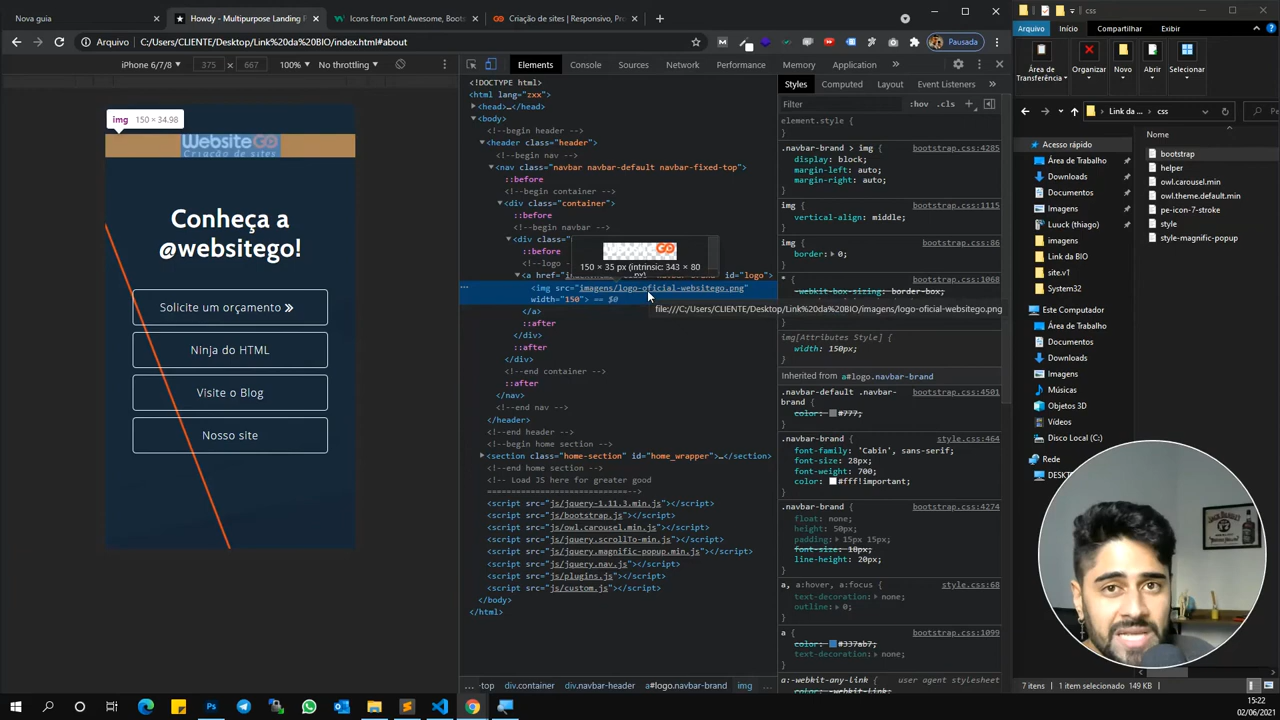 Nova guia
Howdy - Multipurpose Landing P
Icons from Font Awesome, Boots
Criação de sites | Responsivo, Pro
Arquivo
C:/Users/CLIENTE/Desktop/Link%20da%20BIO/index.html#about
Pausada
iPhone 6/7/8
375
667
100%
No throttling
img
150 × 34.98
WebsiteGO
Criação de sites
Conheça a
@websitego!
Solicite um orçamento »
Ninja do HTML
Visite o Blog
Nosso site
Elements
Console
Sources
Network
Performance
Memory
Application
<!DOCTYPE html>
<html lang="zxx">
<head>…</head>
<body>
<!--begin header -->
<header class="header">
<!--begin nav -->
<nav class="navbar navbar-default navbar-fixed-top">
::before
<!--begin container -->
<div class="container">
::before
<!--begin navbar -->
<div class=
::before
<!--logo
150 × 35 px (intrinsic: 343 × 80
px)
<a href=
id="logo">
<img src="imagens/logo-oficial-websitego.png"
width="150"> == $0
file:///C:/Users/CLIENTE/Desktop/Link%20da%20BIO/imagens/logo-oficial-websitego.png
</a>
::after
</div>
::after
</div>
<!--end container -->
::after
</nav>
<!--end nav -->
</header>
<!--end header -->
<!--begin home section -->
<section class="home-section" id="home_wrapper">…</section>
<!--end home section -->
<!-- Load JS here for greater good
=============================-->
<script src="js/jquery-1.11.3.min.js"></script>
<script src="js/bootstrap.js"></script>
<script src="js/owl.carousel.min.js"></script>
<script src="js/jquery.scrollTo-min.js"></script>
<script src="js/jquery.magnific-popup.min.js"></script>
<script src="js/jquery.nav.js"></script>
<script src="js/plugins.js"></script>
<script src="js/custom.js"></script>
</body>
</html>
...
-top
div.container
div.navbar-header
a#logo.navbar-brand
img
...
Styles
Computed
Layout
Event Listeners
Filter
:hov
.cls
element.style {
}
.navbar-brand > img {
bootstrap.css:4285
display: block;
margin-left: auto;
margin-right: auto;
}
img {
bootstrap.css:1115
vertical-align: middle;
}
img {
bootstrap.css:86
border: 0;
}
* {
bootstrap.css:1068
-webkit-box-sizing: border-box;
img[Attributes Style] {
width: 150px;
}
Inherited from a#logo.navbar-brand
.navbar-default .navbar-
brand {
bootstrap.css:4501
color: #777;
}
.navbar-brand {
style.css:464
font-family: 'Cabin', sans-serif;
font-size: 28px;
font-weight: 700;
color: #fff!important;
}
.navbar-brand {
bootstrap.css:4274
float: none;
height: 50px;
padding: 15px 15px;
font-size: 18px;
line-height: 20px;
}
a, a:hover, a:focus {
style.css:68
text-decoration: none;
outline: 0;
}
a {
bootstrap.css:1099
color: #337ab7;
text-decoration: none;
}
a:-webkit-any-link {
user agent stylesheet
css
Arquivo
Início
Compartilhar
Exibir
Área de
Transferência
Organizar
Novo
Abrir
Selecionar
Link da ...
css
Nome
Acesso rápido
Área de Trabalho
Downloads
Documentos
Imagens
Luuck (thiago)
imagens
Link da BIO
site.v1
System32
Este Computador
Área de Trabalho
Documentos
Downloads
Imagens
Músicas
Objetos 3D
Vídeos
Disco Local (C:)
Rede
bootstrap
helper
owl.carousel.min
owl.theme.default.min
pe-icon-7-stroke
style
style-magnific-popup
7 itens
1 item selecionado
149 KB
15:22
02/06/2021